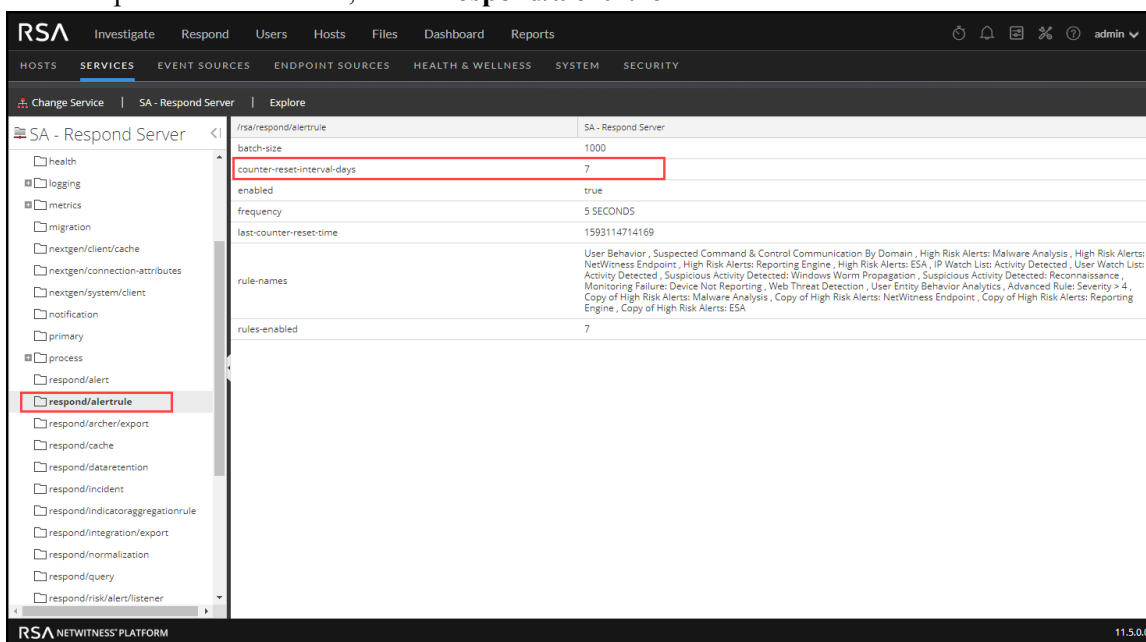 RSA Investigate Respond Users Hosts Files Dashboard Reports admin
HOSTS SERVICES EVENT SOURCES ENDPOINT SOURCES HEALTH & WELLNESS SYSTEM SECURITY
Change Service | SA - Respond Server | Explore
SA - Respond Server
health
logging
metrics
migration
nextgen/client/cache
nextgen/connection-attributes
nextgen/system/client
notification
primary
process
respond/alert
respond/alertrule
respond/archer/export
respond/cache
respond/dataretention
respond/incident
respond/indicatoraggregationrule
respond/integration/export
respond/normalization
respond/query
respond/risk/alert/listener
/rsa/respond/alertrule SA - Respond Server
batch-size 1000
counter-reset-interval-days 7
enabled true
frequency 5 SECONDS
last-counter-reset-time 1593114714169
rule-names
User Behavior , Suspected Command & Control Communication By Domain , High Risk Alerts: Malware Analysis , High Risk Alerts:
NetWitness Endpoint , High Risk Alerts: Reporting Engine , High Risk Alerts: ESA , IP Watch List: Activity Detected , User Watch List:
Activity Detected , Suspicious Activity Detected: Windows Worm Propagation , Suspicious Activity Detected: Reconnaissance ,
Monitoring Failure: Device Not Reporting , Web Threat Detection , User Entity Behavior Analytics , Advanced Rule: Severity > 4 ,
Copy of High Risk Alerts: Malware Analysis , Copy of High Risk Alerts: NetWitness Endpoint , Copy of High Risk Alerts: Reporting
Engine , Copy of High Risk Alerts: ESA
rules-enabled 7
RSA NETWITNESS® PLATFORM 11.5.0.